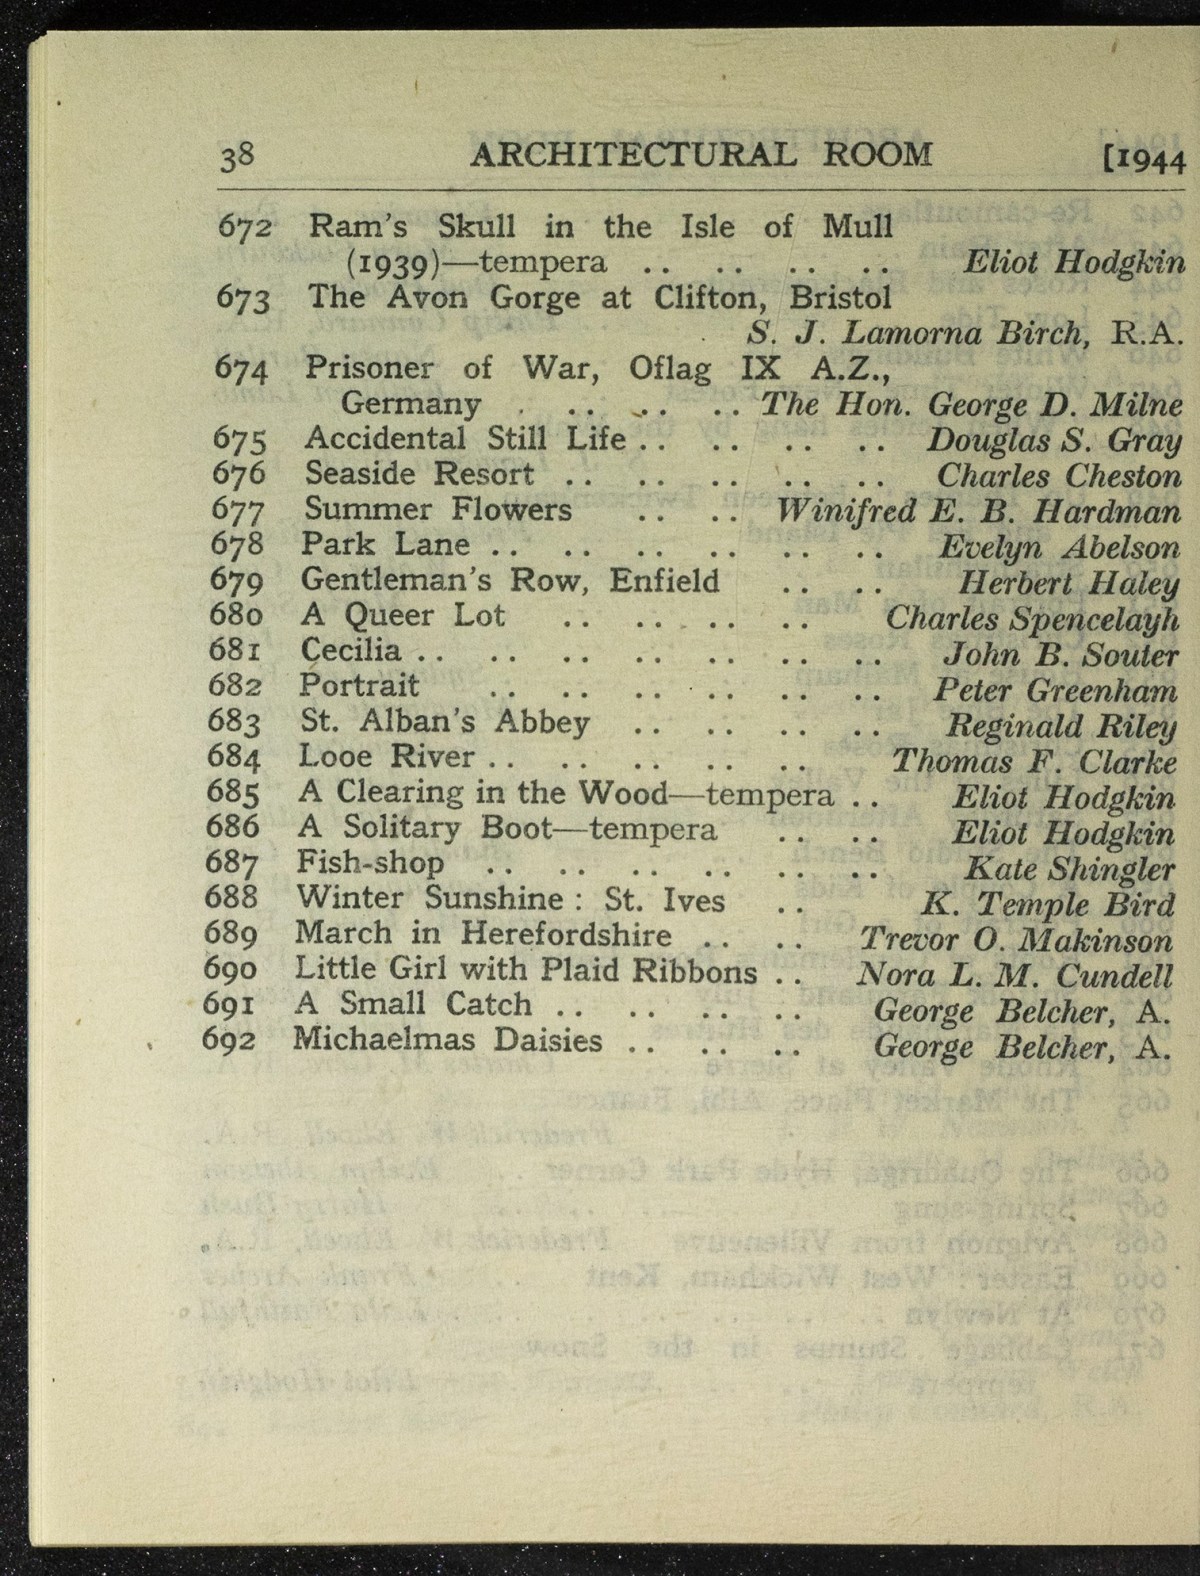 38 ARCHITECTURAL ROOM [1944
672 Ram's Skull in the Isle of Mull
(1939)—tempera .. .. .. .. Eliot Hodgkin
673 The Avon Gorge at Clifton, Bristol
S. J. Lamorna Birch, R.A.
674 Prisoner of War, Oflag IX A.Z.,
Germany . .. .. .. The Hon. George D. Milne
675 Accidental Still Life .. .. .. .. Douglas S. Gray
676 Seaside Resort .. .. .. .. .. Charles Cheston
677 Summer Flowers .. .. Winifred E. B. Hardman
678 Park Lane .. .. .. .. .. .. Evelyn Abelson
679 Gentleman's Row, Enfield .. .. Herbert Haley
680 A Queer Lot .. .. .. .. Charles Spencelayh
681 Cecilia .. .. .. .. .. .. .. John B. Souter
682 Portrait .. .. .. .. .. .. Peter Greenham
683 St. Alban's Abbey .. .. .. .. Reginald Riley
684 Looe River .. .. .. .. .. Thomas F. Clarke
685 A Clearing in the Wood—tempera .. Eliot Hodgkin
686 A Solitary Boot—tempera .. .. Eliot Hodgkin
687 Fish-shop .. .. .. .. .. .. Kate Shingler
688 Winter Sunshine : St. Ives .. K. Temple Bird
689 March in Herefordshire .. .. Trevor O. Makinson
690 Little Girl with Plaid Ribbons .. Nora L. M. Cundell
691 A Small Catch .. .. .. .. George Belcher, A.
692 Michaelmas Daisies .. .. .. George Belcher, A.